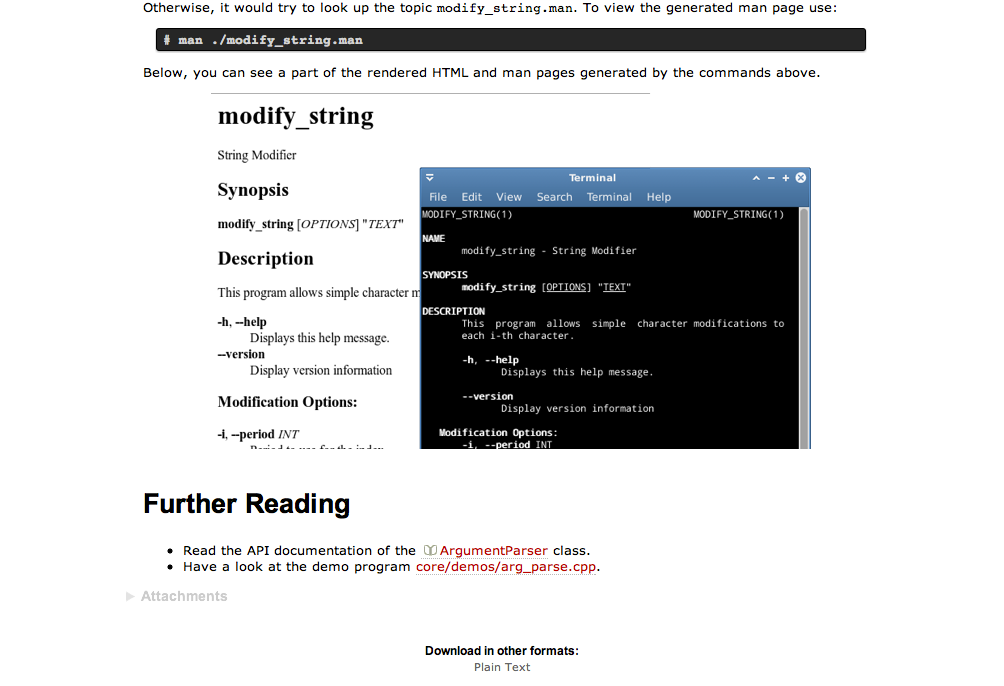 Otherwise, it would try to look up the topic modify_string.man. To view the generated man page use:
# man ./modify_string.man
Below, you can see a part of the rendered HTML and man pages generated by the commands above.
modify_string
String Modifier
Synopsis
modify_string [OPTIONS] "TEXT"
Description
This program allows simple character m
-h, --help
Displays this help message.
--version
Display version information
Modification Options:
-i, --period INT
Period to use for the index
Terminal
File Edit View Search Terminal Help
MODIFY_STRING(1) MODIFY_STRING(1)
NAME
modify_string - String Modifier
SYNOPSIS
modify_string [OPTIONS] "TEXT"
DESCRIPTION
This program allows simple character modifications to
each i-th character.
-h, --help
Displays this help message.
--version
Display version information
Modification Options:
-i, --period INT
Further Reading
• Read the API documentation of the ArgumentParser class.
• Have a look at the demo program core/demos/arg_parse.cpp.
Attachments
Download in other formats:
Plain Text